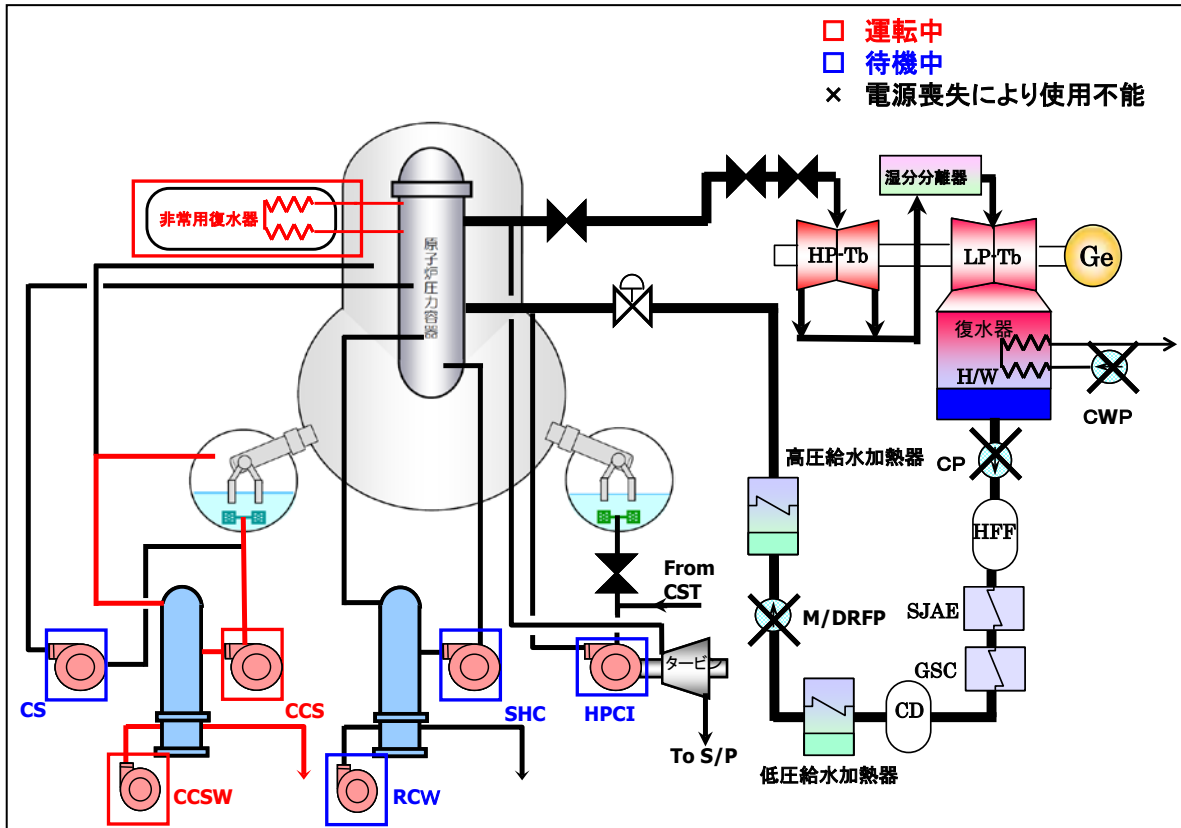 運転中
待機中
× 電源喪失により使用不能
非常用復水器
原子炉圧力容器
湿分分離器
HP-Tb
LP-Tb
Ge
復水器
H/W
CWP
高圧給水加熱器
CP
HFF
From
CST
M/DRFP
SJAE
GSC
タービン
CS
CCS
SHC
HPCI
CD
To S/P
低圧給水加熱器
CCSW
RCW